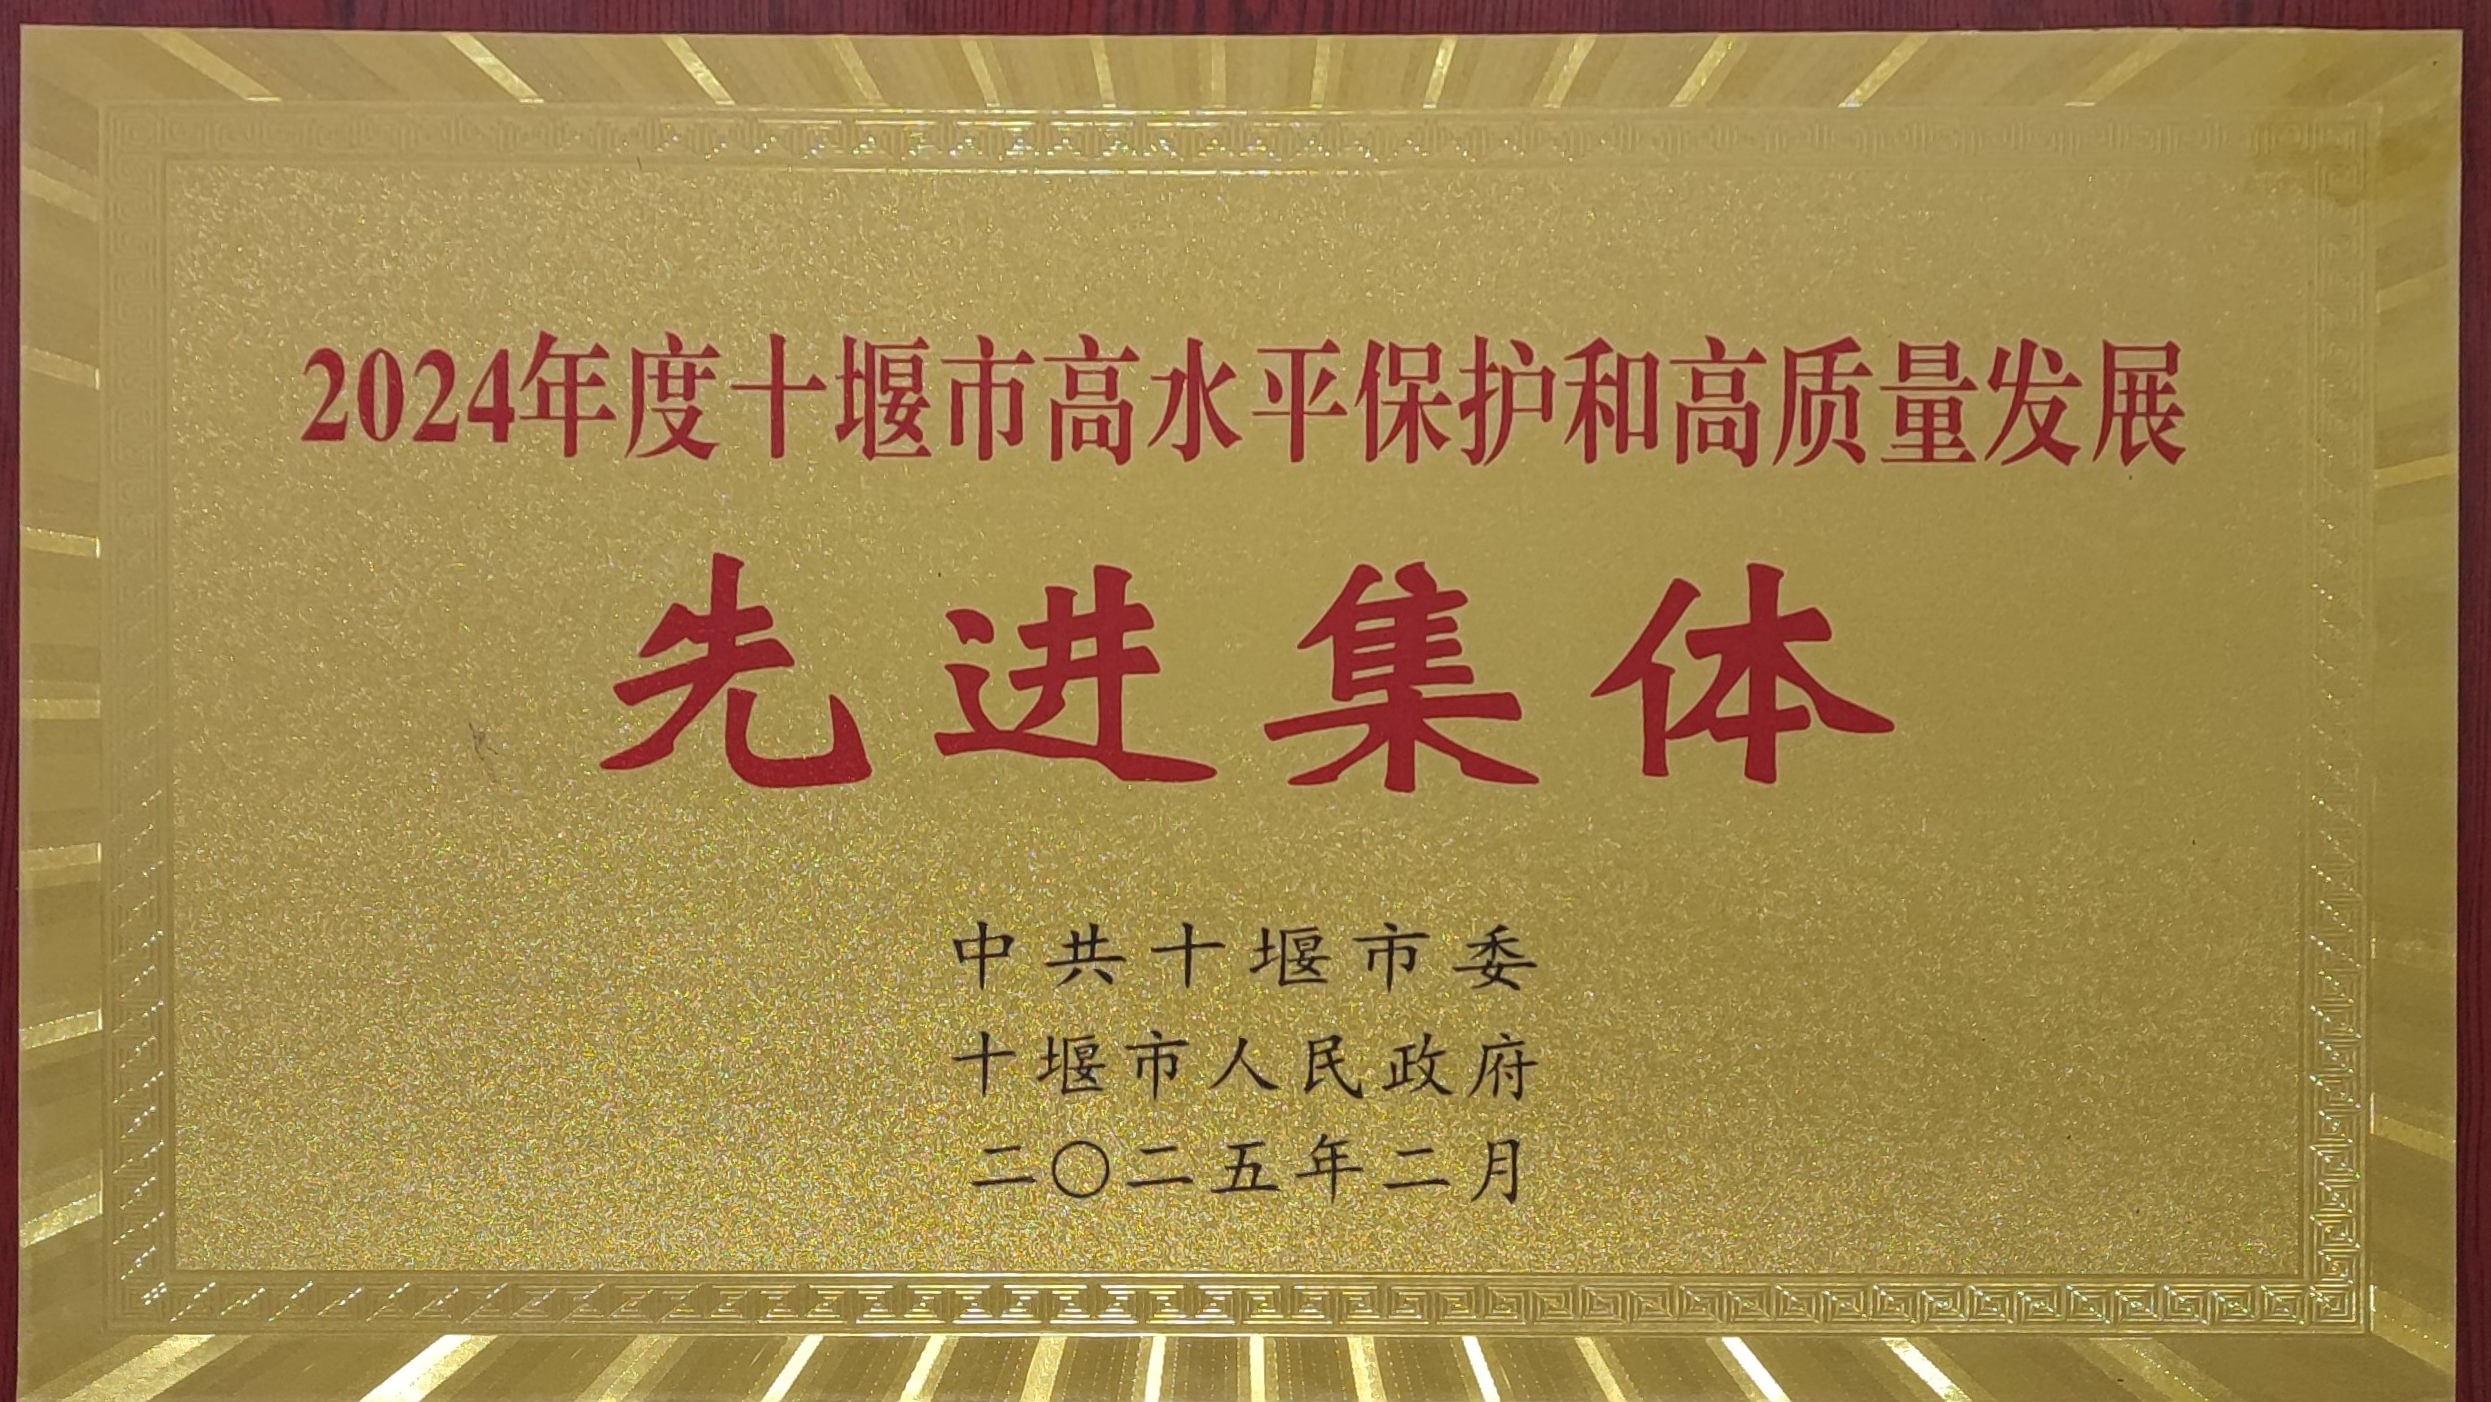 2024年度十堰市高水平保护和高质量发展
先进集体
中共十堰市委
十堰市人民政府
二〇二五年二月